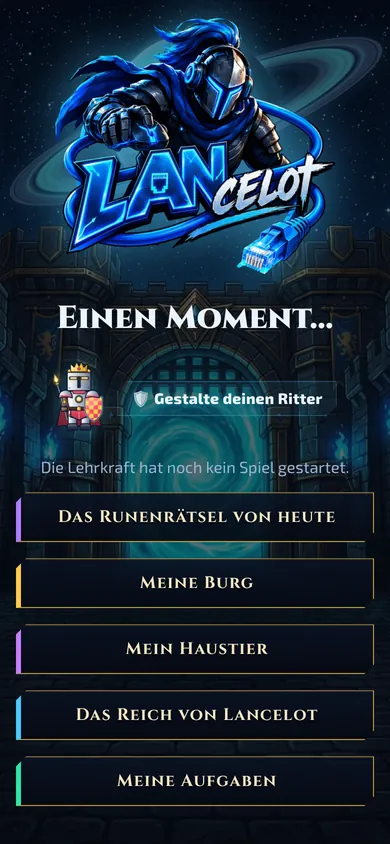 LANCELOT
Einen Moment...
Gestalte deinen Ritter
Die Lehrkraft hat noch kein Spiel gestartet.
Das Runenrätsel von heute
Meine Burg
Mein Haustier
Das Reich von Lancelot
Meine Aufgaben